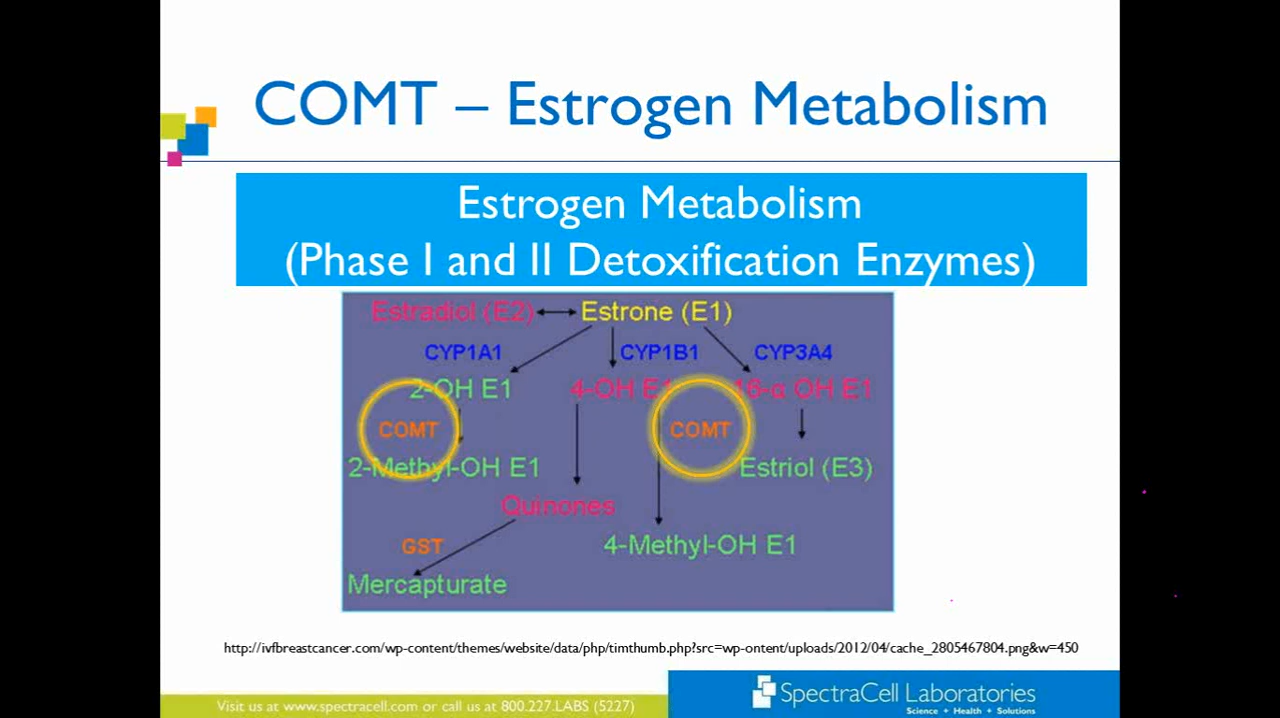 COMT – Estrogen Metabolism
Estrogen Metabolism
(Phase I and II Detoxification Enzymes)
Estradiol (E2) Estrone (E1)
CYP1A1 CYP1B1 CYP3A4
2-OH E1 4-OH E1 16-α OH E1
COMT COMT
2-Methyl-OH E1 Estriol (E3)
Quinones
GST 4-Methyl-OH E1
Mercapturate
http://ivfbreastcancer.com/wp-content/themes/website/data/php/timthumb.php?src=wp-ontent/uploads/2012/04/cache_2805467804.png&w=450
Visit us at www.spectracell.com or call us at 800.227.LABS (5227)
SpectraCell Laboratories
Science + Health + Solutions